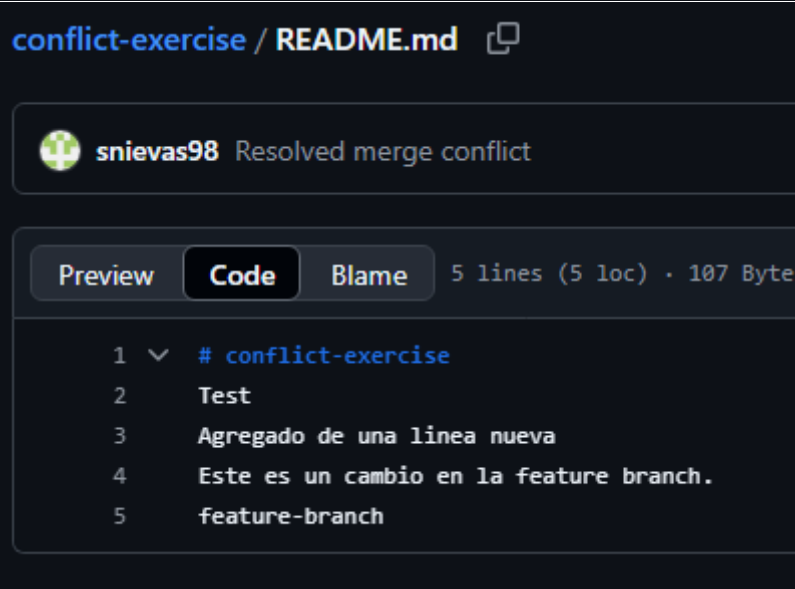 conflict-exercise / README.md
snievas98 Resolved merge conflict
Preview Code Blame 5 lines (5 loc) · 107 Byte
1 # conflict-exercise
2 Test
3 Agregado de una linea nueva
4 Este es un cambio en la feature branch.
5 feature-branch